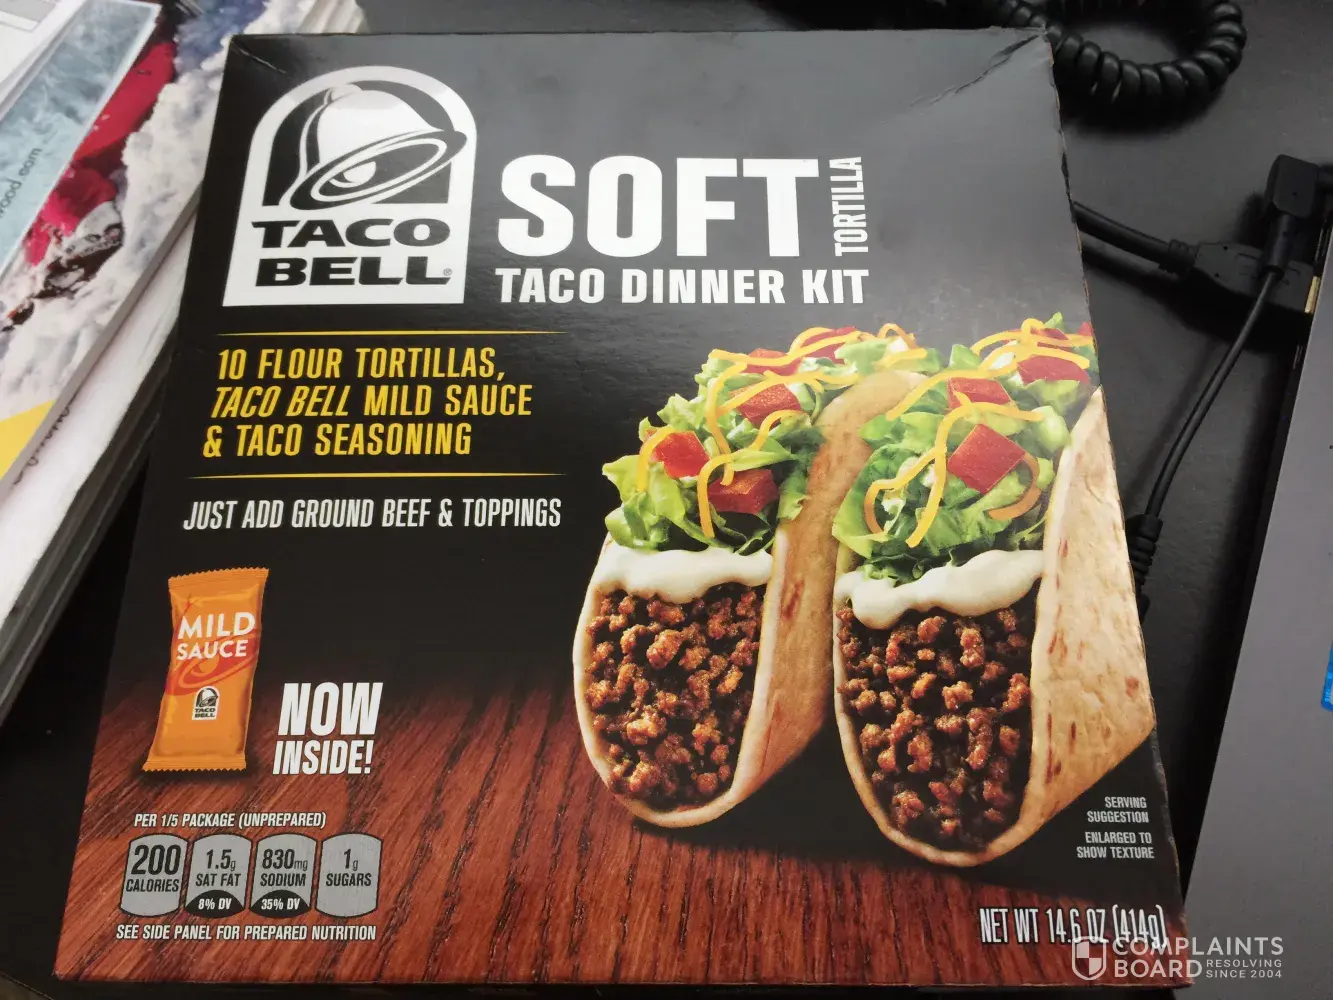 wood.com
TACO
BELL®
SOFT
TORTILLA
TACO DINNER KIT
10 FLOUR TORTILLAS,
TACO BELL MILD SAUCE
& TACO SEASONING
JUST ADD GROUND BEEF & TOPPINGS
MILD
SAUCE
TACO
BELL
NOW
INSIDE!
PER 1/5 PACKAGE (UNPREPARED)
200
CALORIES
1.5g
SAT FAT
8% DV
830mg
SODIUM
35% DV
1g
SUGARS
SEE SIDE PANEL FOR PREPARED NUTRITION
SERVING
SUGGESTION
ENLARGED TO
SHOW TEXTURE
NET WT 14.6 OZ (414g)
COMPLAINTS
BOARD RESOLVING
SINCE 2004